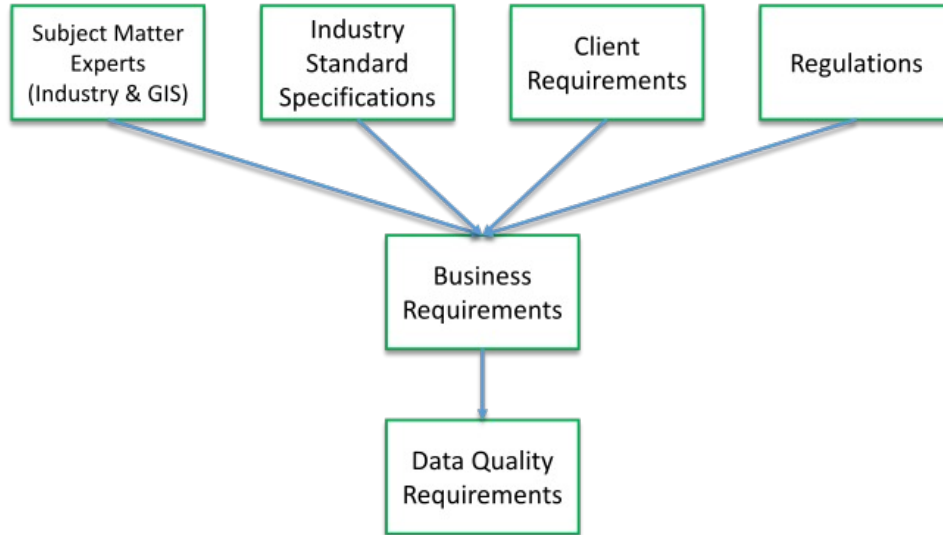 Subject Matter
Experts
(Industry & GIS)
Industry
Standard
Specifications
Client
Requirements
Regulations
Business
Requirements
Data Quality
Requirements